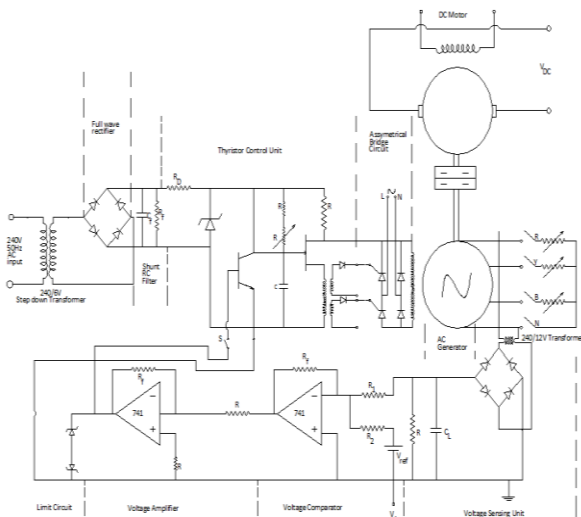 DC Motor
V DC
Full wave
rectifier
Thyristor Control Unit
Assymetrical
Bridge
Circuit
R D
R
L N
240V
50Hz
AC
input
C F
R F
R
R
C
Shunt
RC
Filter
240/6V
Step down Transformer
R
Y
B
N
AC
Generator
240/12V Transformer
S
R F
R F
741
R
741
R 1
R 2
R
V ref
R
C L
Limit Circuit
Voltage Amplifier
Voltage Comparator
Voltage Sensing Unit